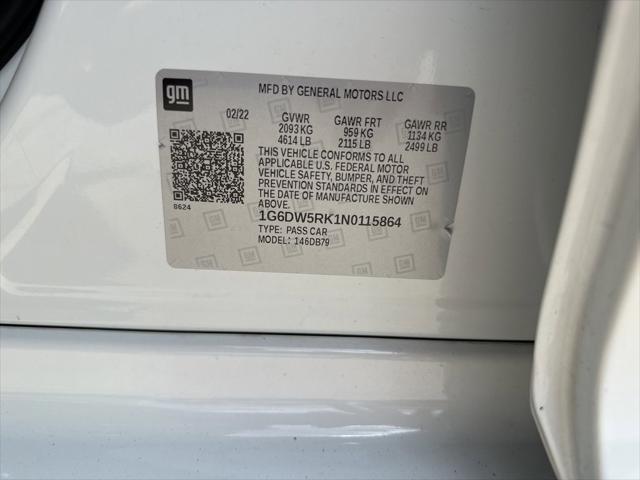 gm
MFD BY GENERAL MOTORS LLC
02/22 GVWR GAWR FRT GAWR RR
2093 KG 959 KG 1134 KG
4614 LB 2115 LB 2499 LB
THIS VEHICLE CONFORMS TO ALL
APPLICABLE U.S. FEDERAL MOTOR
VEHICLE SAFETY, BUMPER, AND THEFT
PREVENTION STANDARDS IN EFFECT ON
THE DATE OF MANUFACTURE SHOWN
ABOVE.
8624
1G6DW5RK1N0115864
TYPE: PASS CAR
MODEL: 146DB79